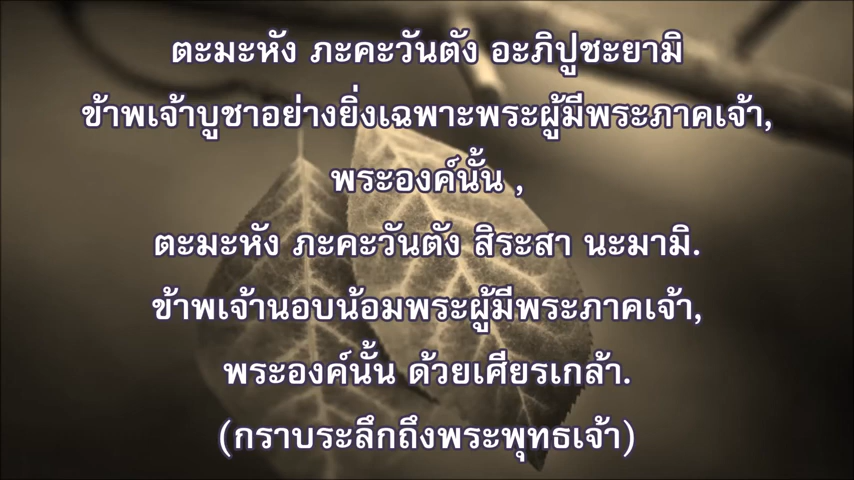 ตะมะหัง ภะคะวันตัง อะภิปูชะยามิ
ข้าพเจ้าบูชาอย่างยิ่งเฉพาะพระผู้มีพระภาคเจ้า,
พระองค์นั้น ,
ตะมะหัง ภะคะวันตัง สิระสา นะมามิ.
ข้าพเจ้านอบน้อมพระผู้มีพระภาคเจ้า,
พระองค์นั้น ด้วยเศียรเกล้า.
(กราบระลึกถึงพระพุทธเจ้า)